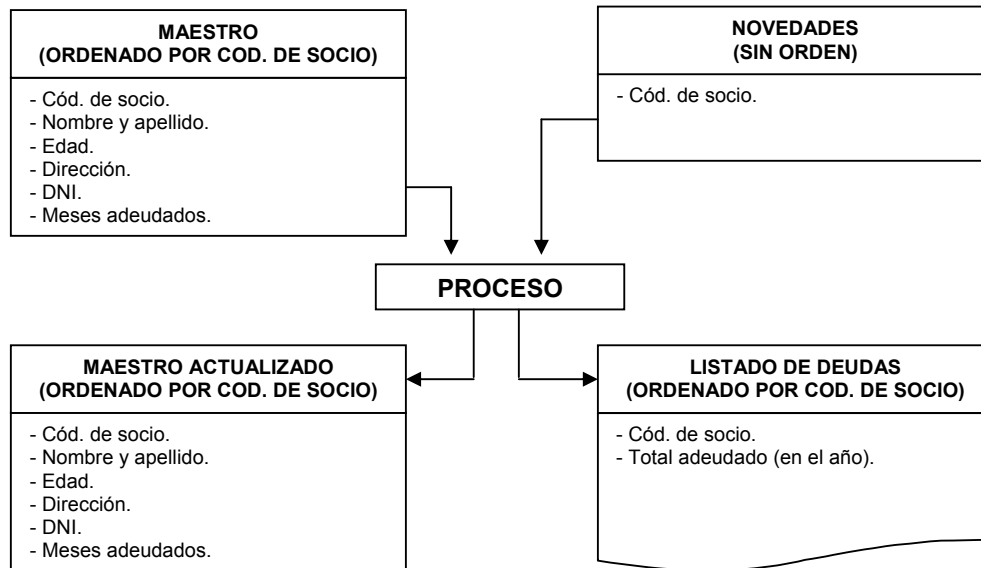 MAESTRO
(ORDENADO POR COD. DE SOCIO)
- Cód. de socio.
- Nombre y apellido.
- Edad.
- Dirección.
- DNI.
- Meses adeudados.
NOVEDADES
(SIN ORDEN)
- Cód. de socio.
PROCESO
MAESTRO ACTUALIZADO
(ORDENADO POR COD. DE SOCIO)
- Cód. de socio.
- Nombre y apellido.
- Edad.
- Dirección.
- DNI.
- Meses adeudados.
LISTADO DE DEUDAS
(ORDENADO POR COD. DE SOCIO)
- Cód. de socio.
- Total adeudado (en el año).